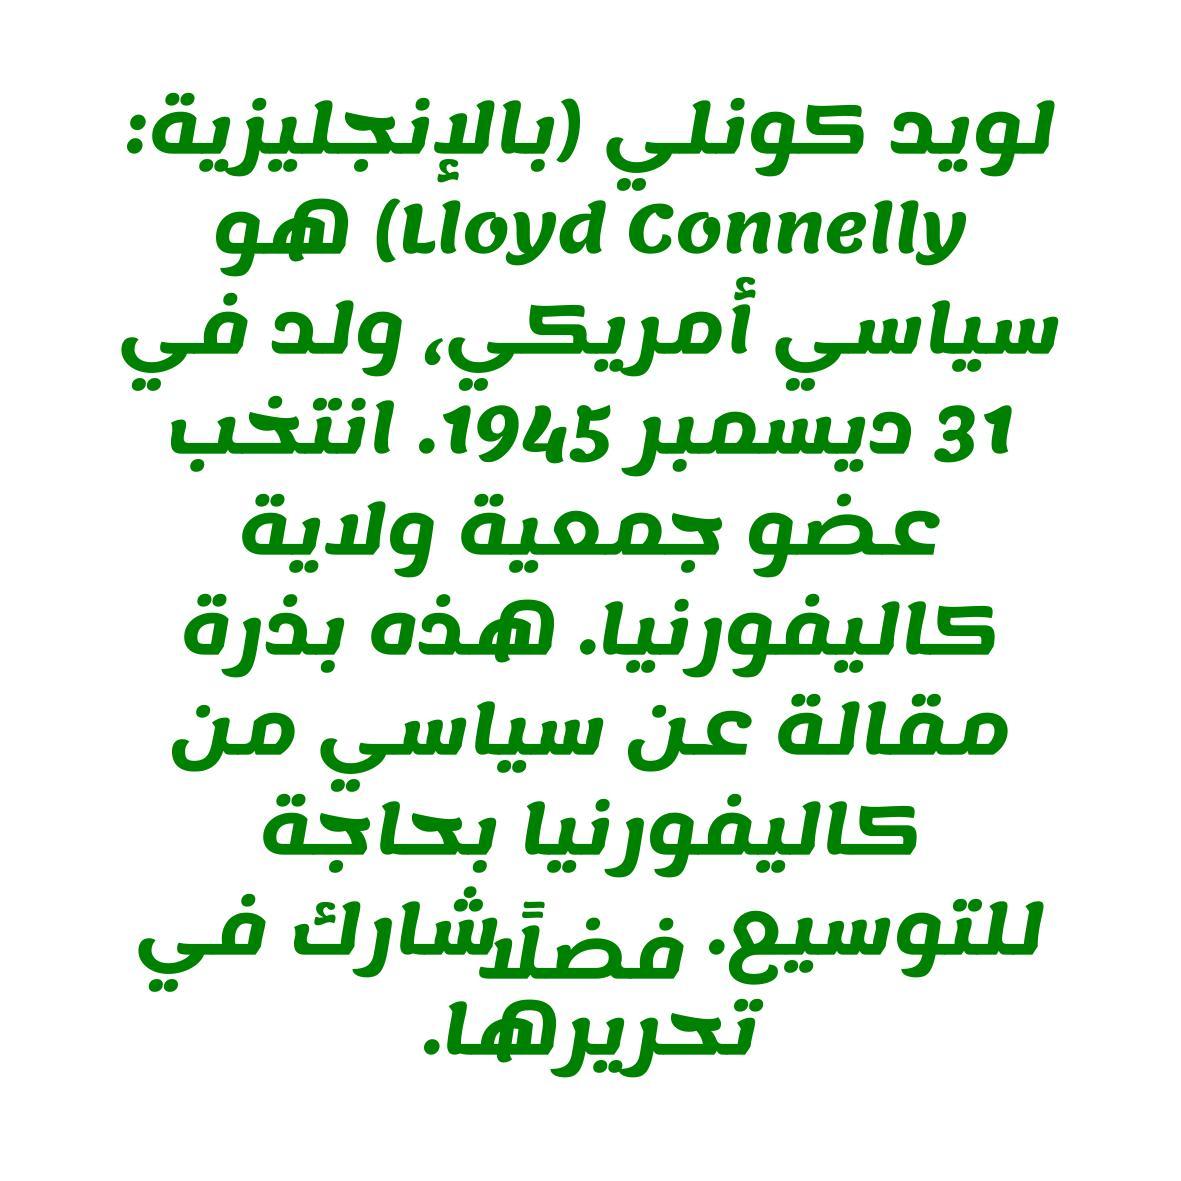 لويد كونلي (بالإنجليزية:
Lloyd Connelly) هو
سياسي أمريكي، ولد في
31 ديسمبر 1945. انتخب
عضو جمعية ولاية
كاليفورنيا. هذه بذرة
مقالة عن سياسي من
كاليفورنيا بحاجة
للتوسيع. فضلًا شارك في
تحريرها.